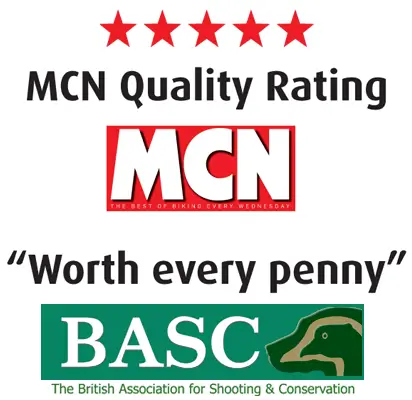 MCN Quality Rating
MCN
THE BEST OF BIKING EVERY WEDNESDAY
“Worth every penny”
BASC
The British Association for Shooting & Conservation